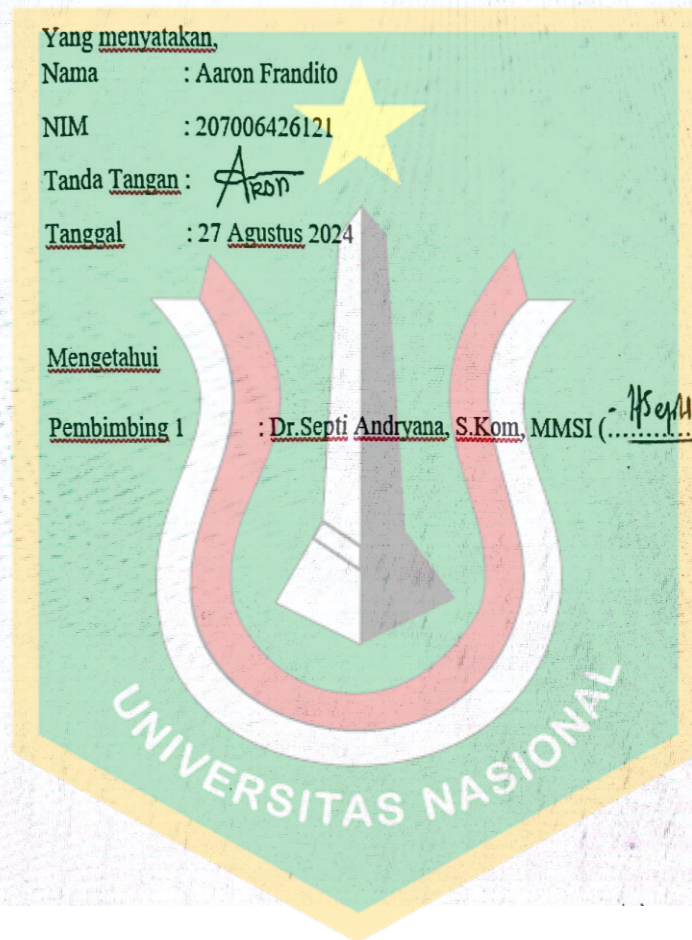 Yang menyatakan,
Nama : Aaron Frandito
NIM : 207006426121
Tanda Tangan : Aron
Tanggal : 27 Agustus 2024
Mengetahui
Pembimbing 1 : Dr.Septi Andryana, S.Kom, MMSI (............
UNIVERSITAS NASIONAL